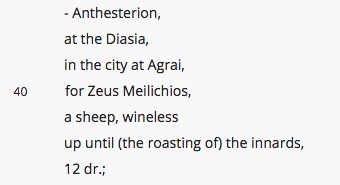 - Anthesterion,
at the Diasia,
in the city at Agrai,
40 for Zeus Meilichios,
a sheep, wineless
up until (the roasting of) the innards,
12 dr.;